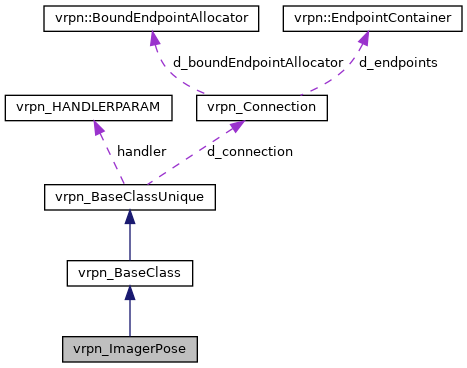 vrpn::BoundEndpointAllocator
vrpn::EndpointContainer
d_boundEndpointAllocator
d_endpoints
vrpn_HANDLERPARAM
vrpn_Connection
handler
d_connection
vrpn_BaseClassUnique
vrpn_BaseClass
vrpn_ImagerPose